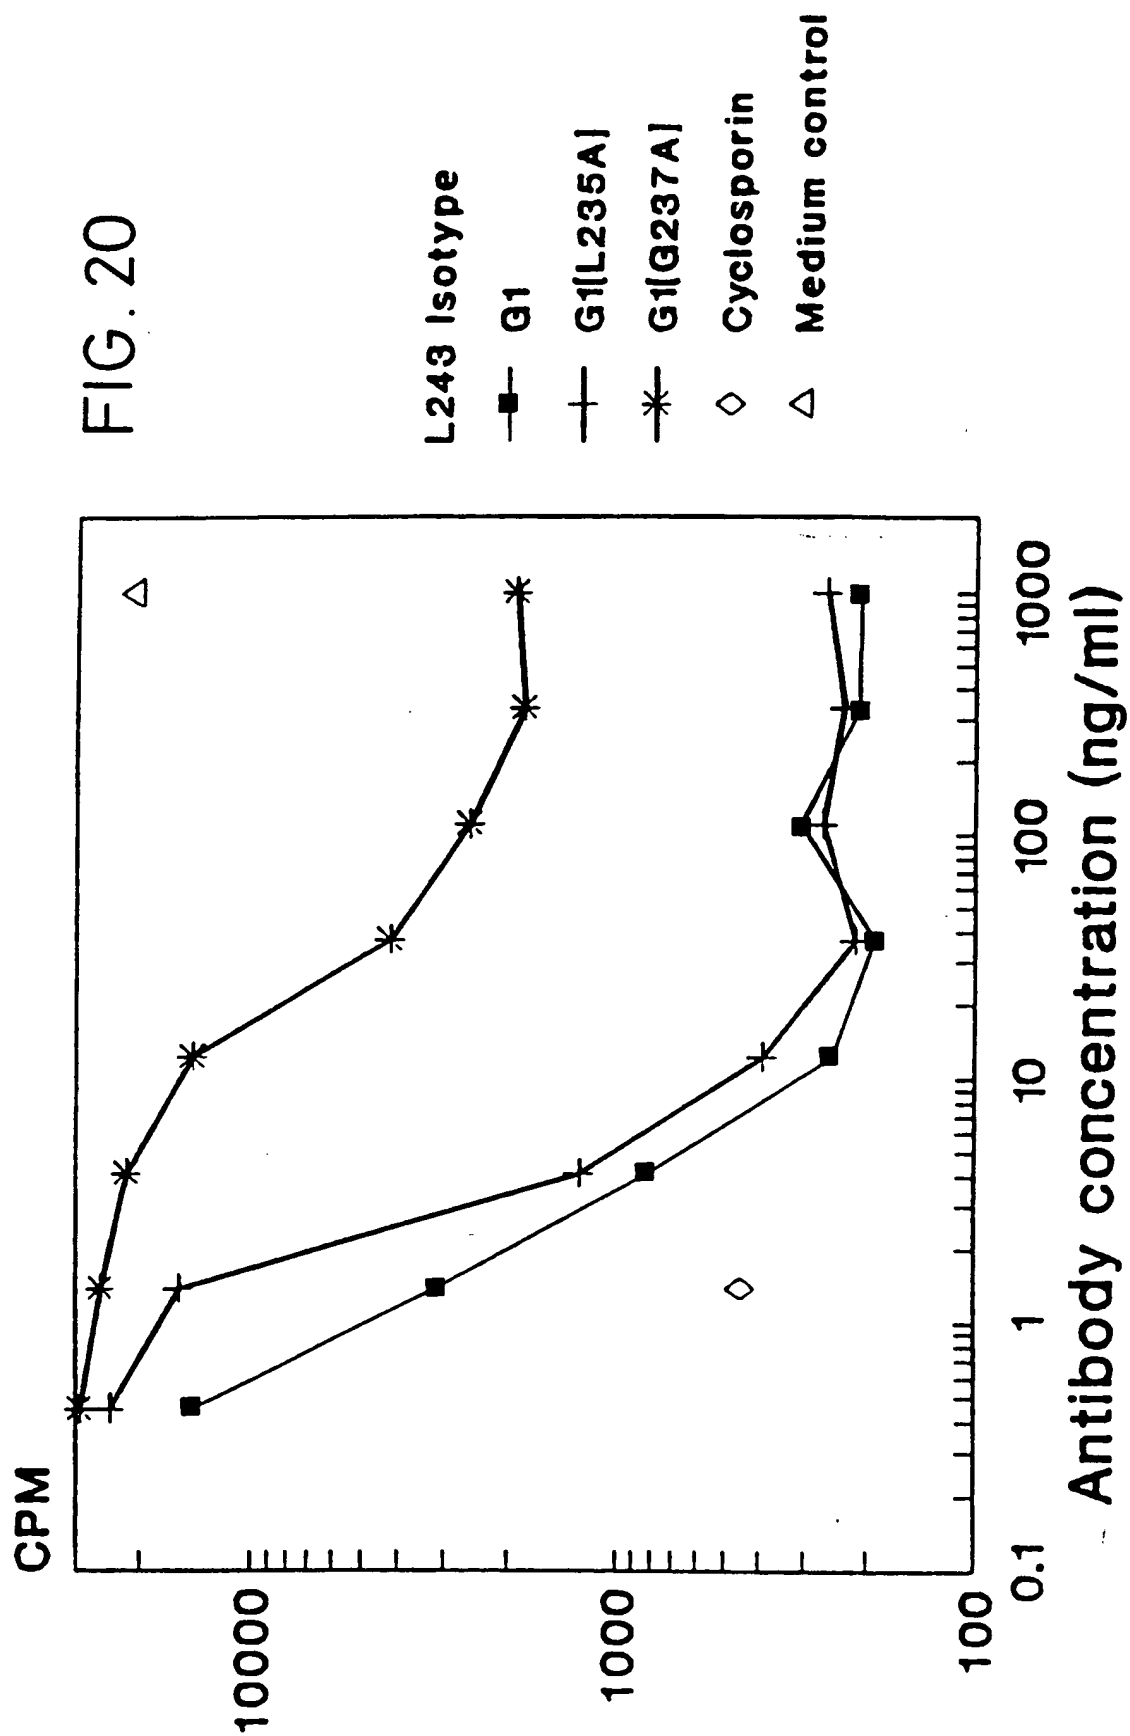 FIG. 20
CPM
10000
1000
100
0.1
1
10
100
1000
Antibody concentration (ng/ml)
L243 Isotype
G1
G1[L235A]
G1[G237A]
Cyclosporin
Medium control